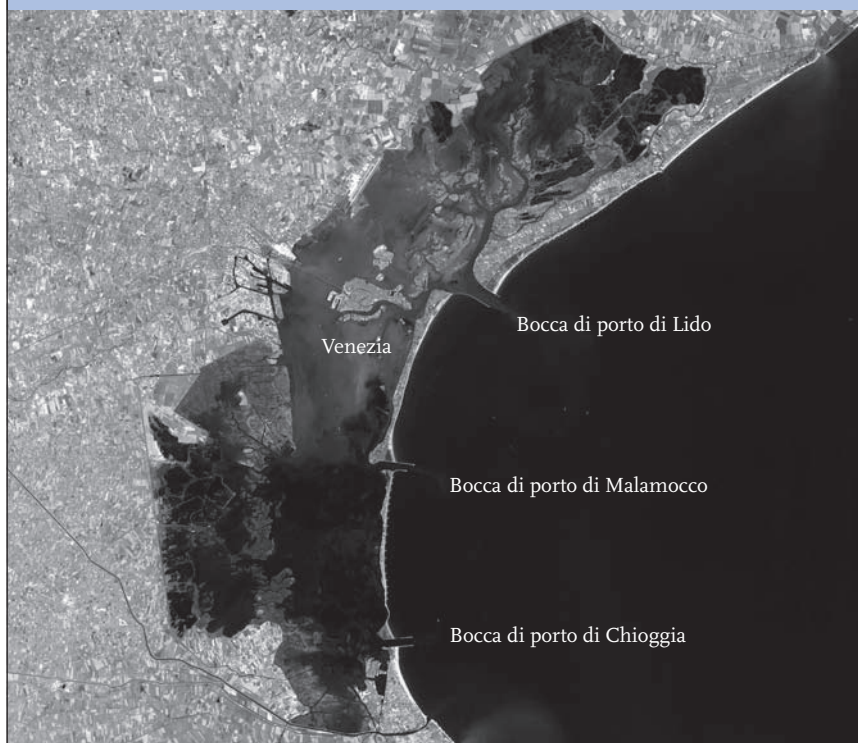 Bocca di porto di Lido
Venezia
Bocca di porto di Malamocco
Bocca di porto di Chioggia